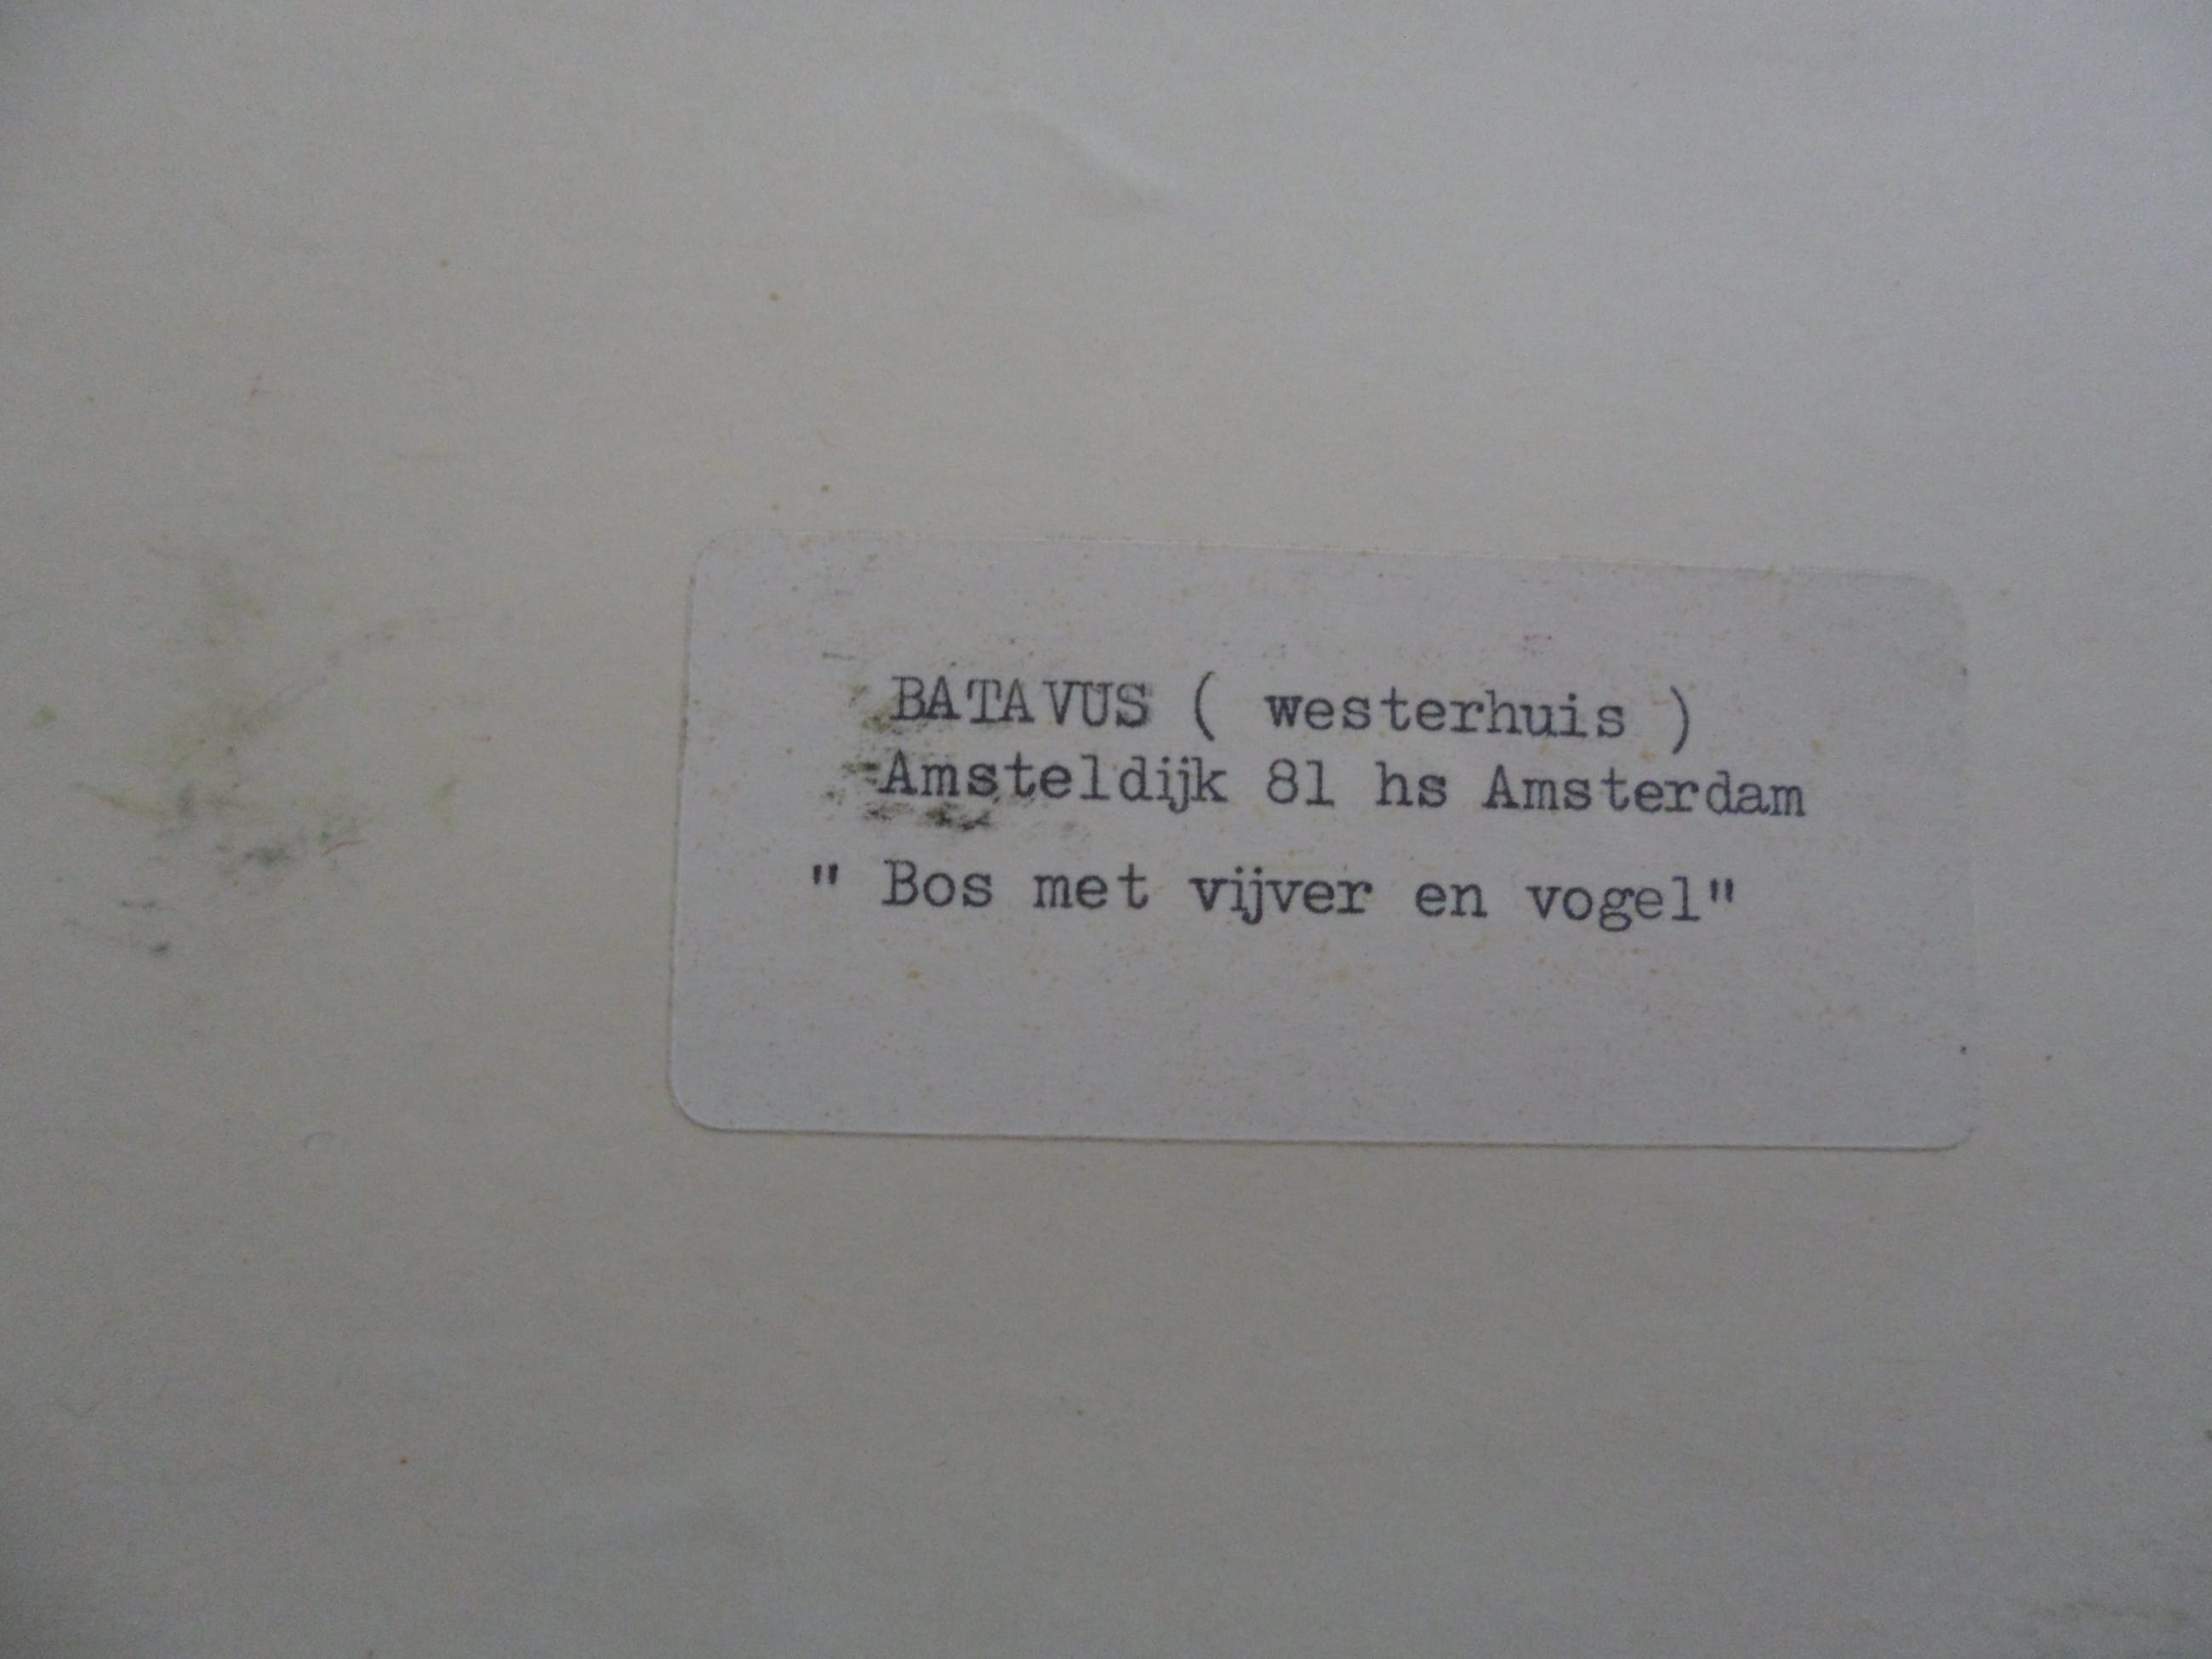 BATAVUS ( westerhuis )
Amsteldijk 81 hs Amsterdam
" Bos met vijver en vogel"